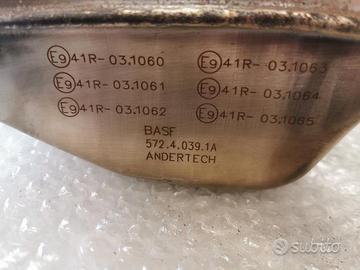 E9 41R- 03.1060
E9 41R- 03.1061
E9 41R- 03.1062
E9 41R- 03.1063
E9 41R- 03.1064
E9 41R- 03.1065
BASF
572.4.039.1A
ANDERTECH
subito